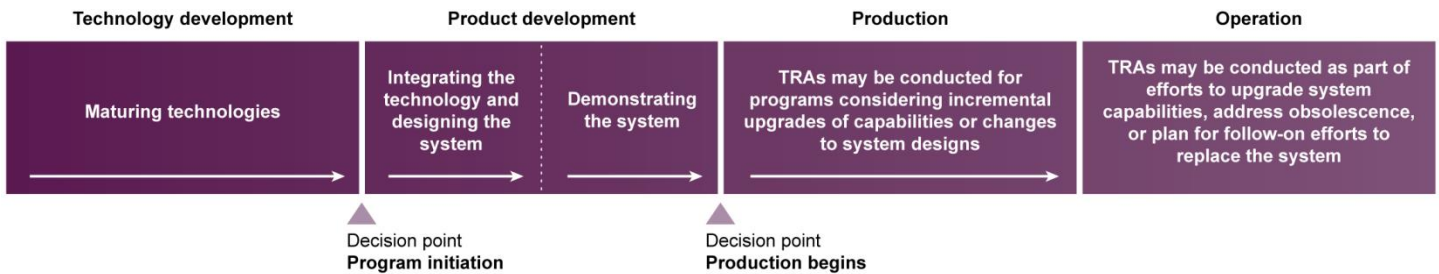 Technology development
Product development
Production
Operation
Maturing technologies
Integrating the
technology and
designing the
system
Demonstrating
the system
TRAs may be conducted for
programs considering incremental
upgrades of capabilities or changes
to system designs
TRAs may be conducted as part of
efforts to upgrade system
capabilities, address obsolescence,
or plan for follow-on efforts to
replace the system
Decision point
Program initiation
Decision point
Production begins